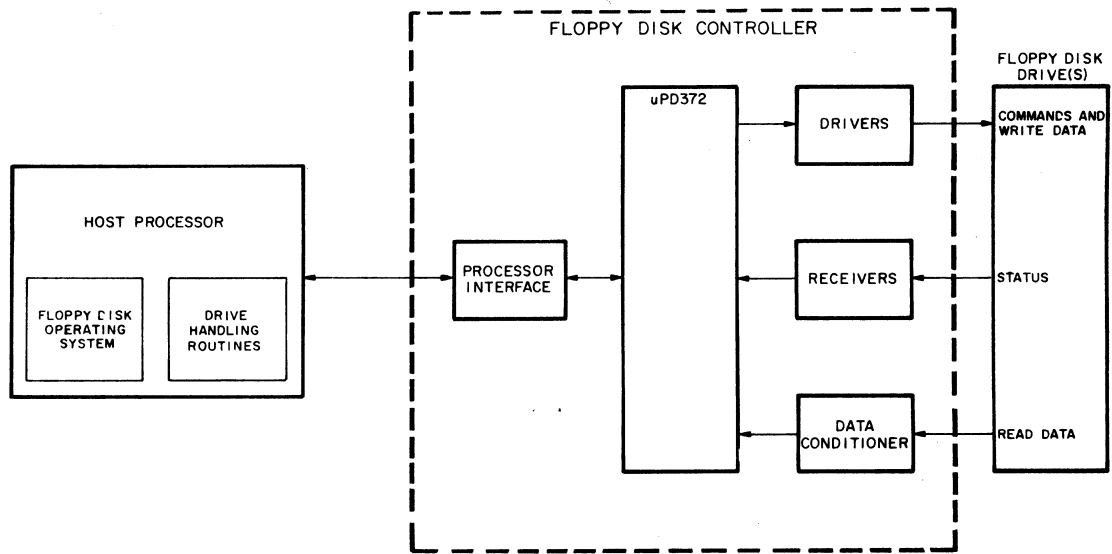 FLOPPY DISK CONTROLLER
FLOPPY DISK
DRIVE(S)
uPD372
DRIVERS
COMMANDS AND
WRITE DATA
HOST PROCESSOR
FLOPPY DISK
OPERATING
SYSTEM
DRIVE
HANDLING
ROUTINES
PROCESSOR
INTERFACE
RECEIVERS
STATUS
DATA
CONDITIONER
READ DATA